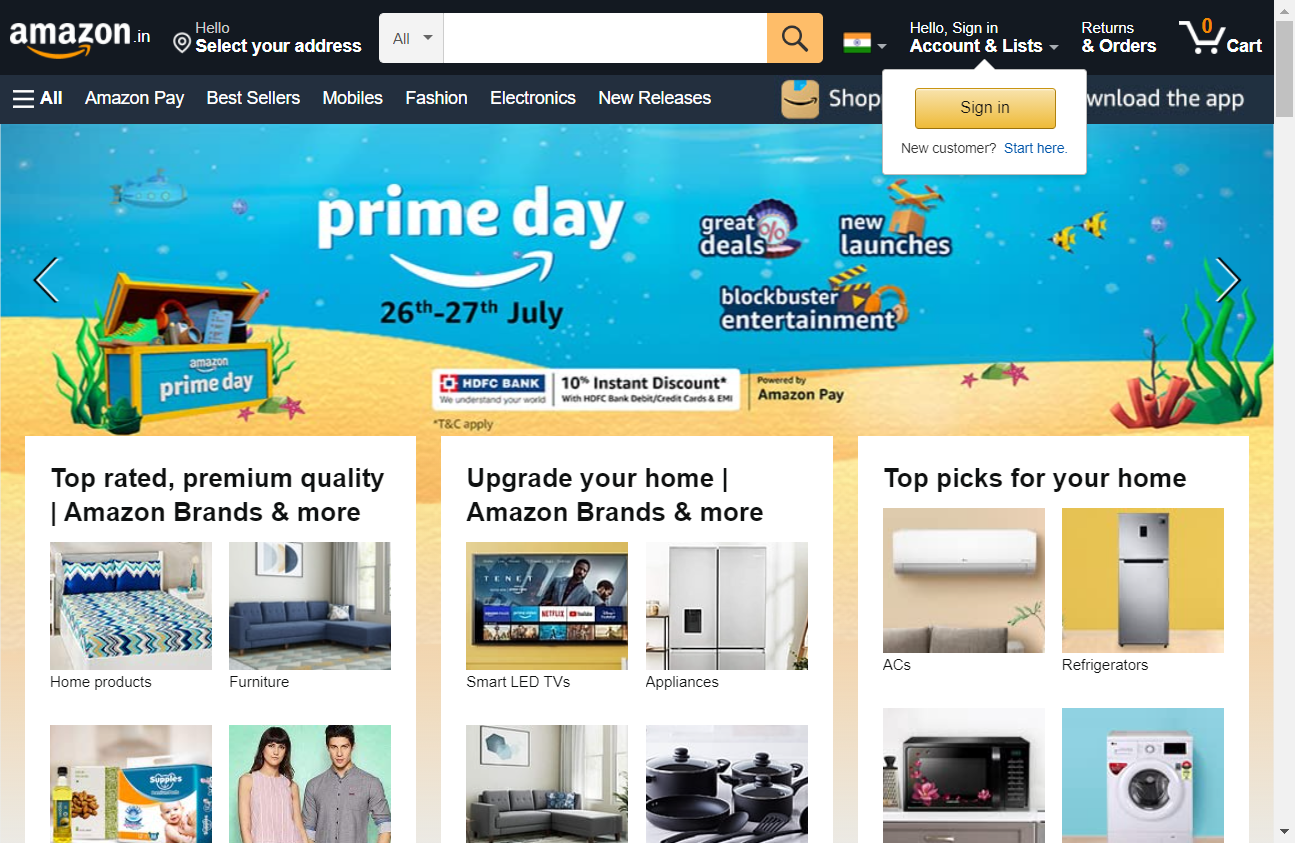 amazon.in
Hello
Select your address
All
Hello, Sign in
Account & Lists
Returns
& Orders
0
Cart
All
Amazon Pay
Best Sellers
Mobiles
Fashion
Electronics
New Releases
Shop
wnload the app
Sign in
New customer? Start here.
prime day
26th-27th July
great
deals
%
new
launches
blockbuster
entertainment
amazon
prime day
HDFC BANK
We understand your world
10% Instant Discount*
With HDFC Bank Debit/Credit Cards & EMI
Powered by
Amazon Pay
*T&C apply
Top rated, premium quality
| Amazon Brands & more
Home products
Furniture
Upgrade your home |
Amazon Brands & more
TENET
NETFLIX
YouTube
Smart LED TVs
Appliances
Top picks for your home
ACs
Refrigerators
Supples